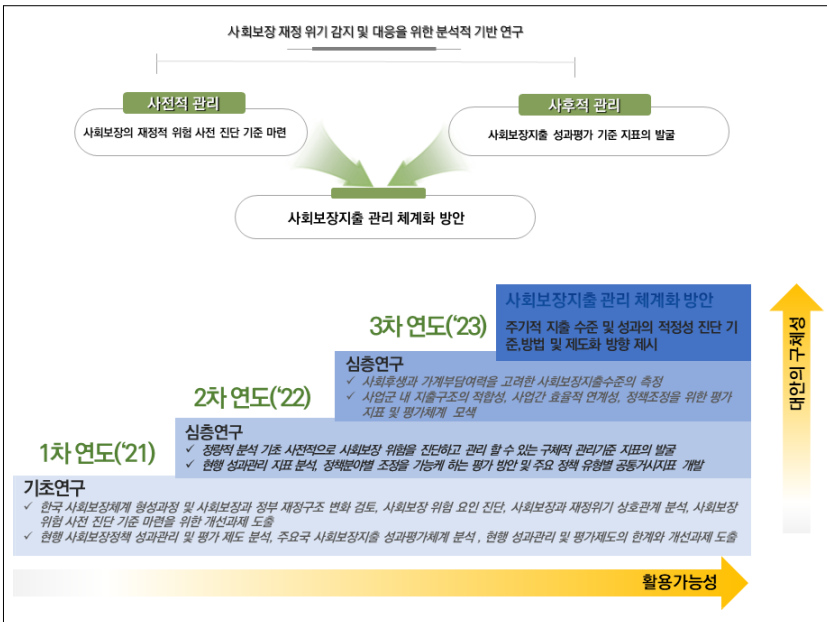 사회보장 재정 위기 감지 및 대응을 위한 분석적 기반 연구
사전적 관리
사회보장의 재정적 위험 사전 진단 기준 마련
사후적 관리
사회보장지출 성과평가 기준 지표의 발굴
사회보장지출 관리 체계화 방안
사회보장지출 관리 체계화 방안
주기적 지출 수준 및 성과의 적정성 진단 기
준,방법 및 제도화 방향 제시
3차 연도('23)
심층연구
✓ 사회후생과 가계부담여력을 고려한 사회보장지출수준의 측정
✓ 사업군 내 지출구조의 적합성, 사업간 효율적 연계성, 정책조정을 위한 평가
지표 및 평가체계 모색
2차 연도('22)
심층연구
✓ 정량적 분석 기초 사전적으로 사회보장 위험을 진단하고 관리 할 수 있는 구체적 관리기준 지표의 발굴
✓ 현행 성과관리 지표 분석, 정책분야별 조정을 가능케 하는 평가 방안 및 주요 정책 유형별 공통거시지표 개발
1차 연도('21)
기초연구
✓ 한국 사회보장체계 형성과정 및 사회보장과 정부 재정구조 변화 검토, 사회보장 위험 요인 진단, 사회보장과 재정위기 상호관계 분석, 사회보장
위험 사전 진단 기준 마련을 위한 개선과제 도출
✓ 현행 사회보장정책 성과관리 및 평가 제도 분석, 주요국 사회보장지출 성과평가체계 분석 , 현행 성과관리 및 평가제도의 한계와 개선과제 도출
대안의 구체성
활용가능성